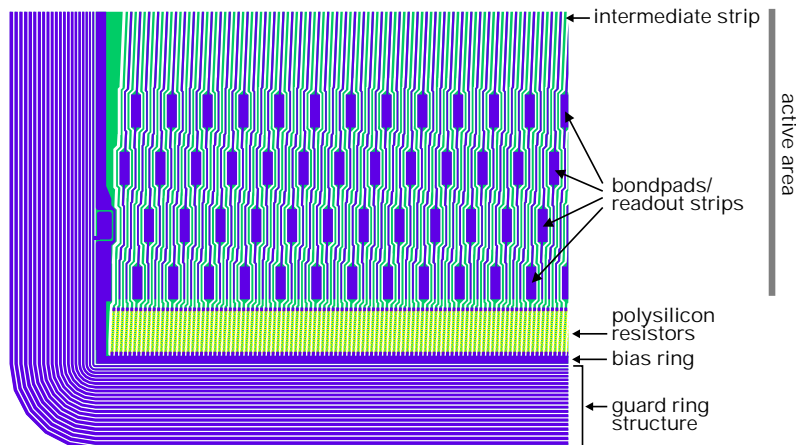 intermediate strip
active area
bondpads/
readout strips
polysilicon
resistors
bias ring
guard ring
structure